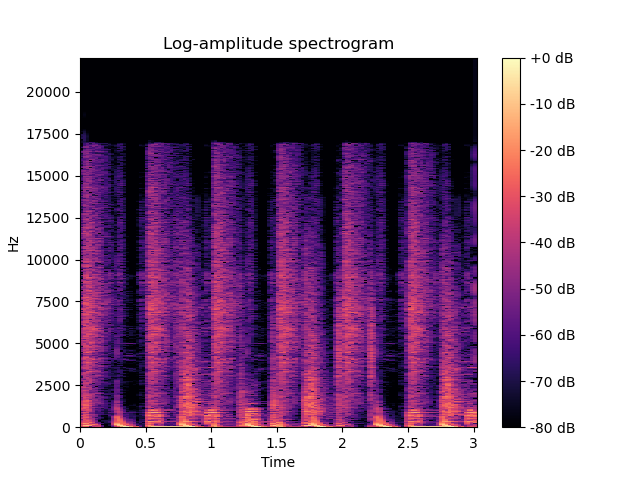 Log-amplitude spectrogram
Hz
20000
17500
15000
12500
10000
7500
5000
2500
0
0
0.5
1
1.5
2
2.5
3
Time
+0 dB
-10 dB
-20 dB
-30 dB
-40 dB
-50 dB
-60 dB
-70 dB
-80 dB